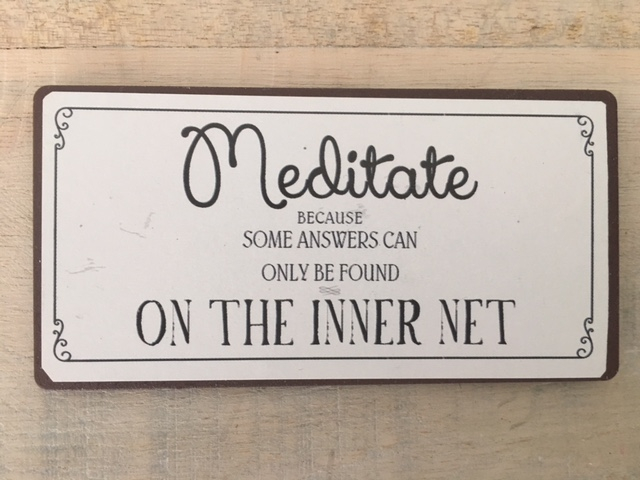 Meditate
BECAUSE
SOME ANSWERS CAN
ONLY BE FOUND
ON THE INNER NET